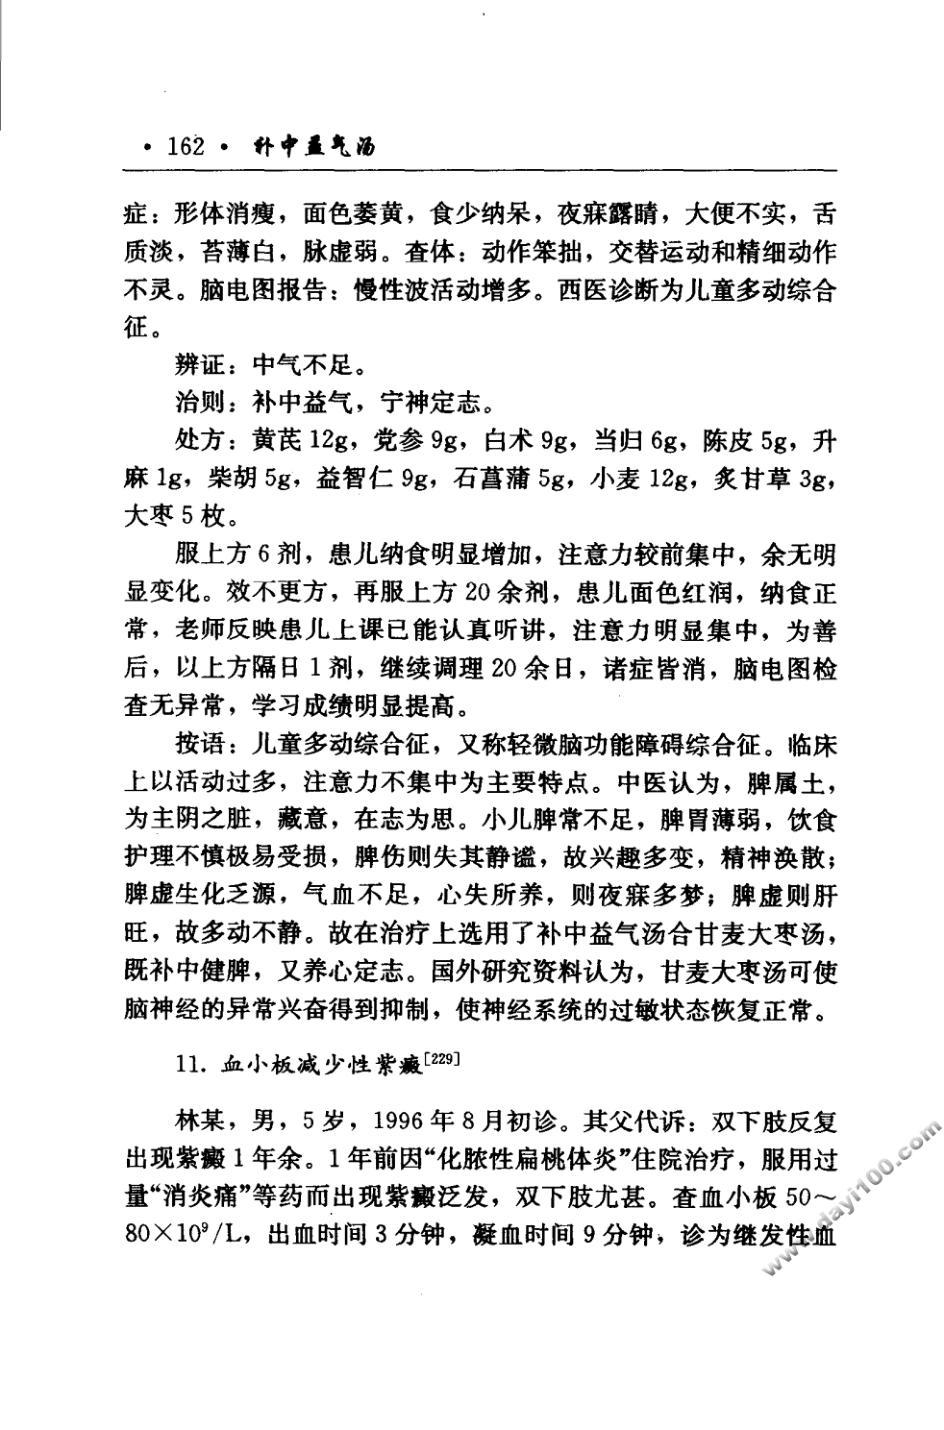 · 162 · 补中益气汤
症：形体消瘦，面色萎黄，食少纳呆，夜寐露睛，大便不实，舌
质淡，苔薄白，脉虚弱。查体：动作笨拙，交替运动和精细动作
不灵。脑电图报告：慢性波活动增多。西医诊断为儿童多动综合
征。
辨证：中气不足。
治则：补中益气，宁神定志。
处方：黄芪 12g，党参 9g，白术 9g，当归 6g，陈皮 5g，升
麻 1g，柴胡 5g，益智仁 9g，石菖蒲 5g，小麦 12g，炙甘草 3g，
大枣 5 枚。
服上方 6 剂，患儿纳食明显增加，注意力较前集中，余无明
显变化。效不更方，再服上方 20 余剂，患儿面色红润，纳食正
常，老师反映患儿上课已能认真听讲，注意力明显集中，为善
后，以上方隔日 1 剂，继续调理 20 余日，诸症皆消，脑电图检
查无异常，学习成绩明显提高。
按语：儿童多动综合征，又称轻微脑功能障碍综合征。临床
上以活动过多，注意力不集中为主要特点。中医认为，脾属土，
为主阴之脏，藏意，在志为思。小儿脾常不足，脾胃薄弱，饮食
护理不慎极易受损，脾伤则失其静谧，故兴趣多变，精神涣散；
脾虚生化乏源，气血不足，心失所养，则夜寐多梦；脾虚则肝
旺，故多动不静。故在治疗上选用了补中益气汤合甘麦大枣汤，
既补中健脾，又养心定志。国外研究资料认为，甘麦大枣汤可使
脑神经的异常兴奋得到抑制，使神经系统的过敏状态恢复正常。
11. 血小板减少性紫癜[229]
林某，男，5 岁，1996 年 8 月初诊。其父代诉：双下肢反复
出现紫癜 1 年余。1 年前因“化脓性扁桃体炎”住院治疗，服用过
量“消炎痛”等药而出现紫癜泛发，双下肢尤甚。查血小板 50～
80×10⁹/L，出血时间 3 分钟，凝血时间 9 分钟，诊为继发性血
www.dayi100.com